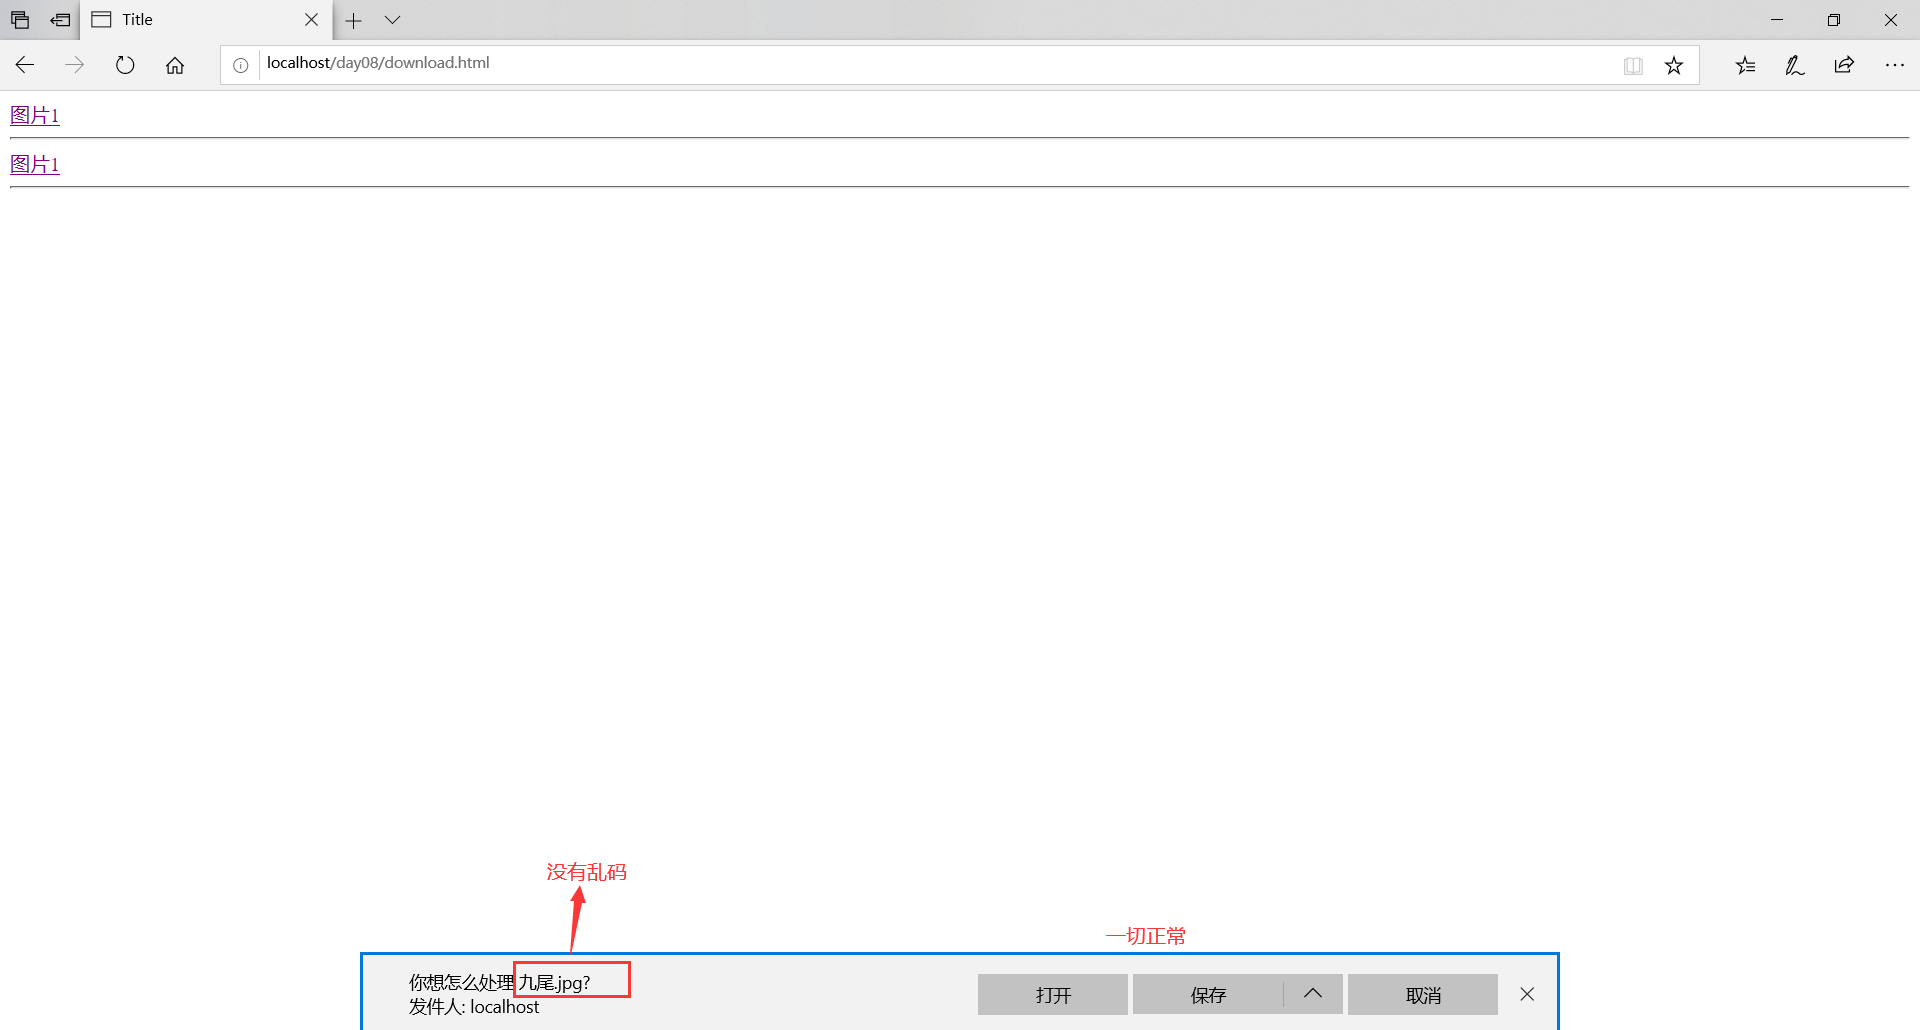 Title
localhost/day08/download.html
图片1
图片1
没有乱码
一切正常
你想怎么处理 九尾.jpg?
发件人: localhost
打开
保存
取消